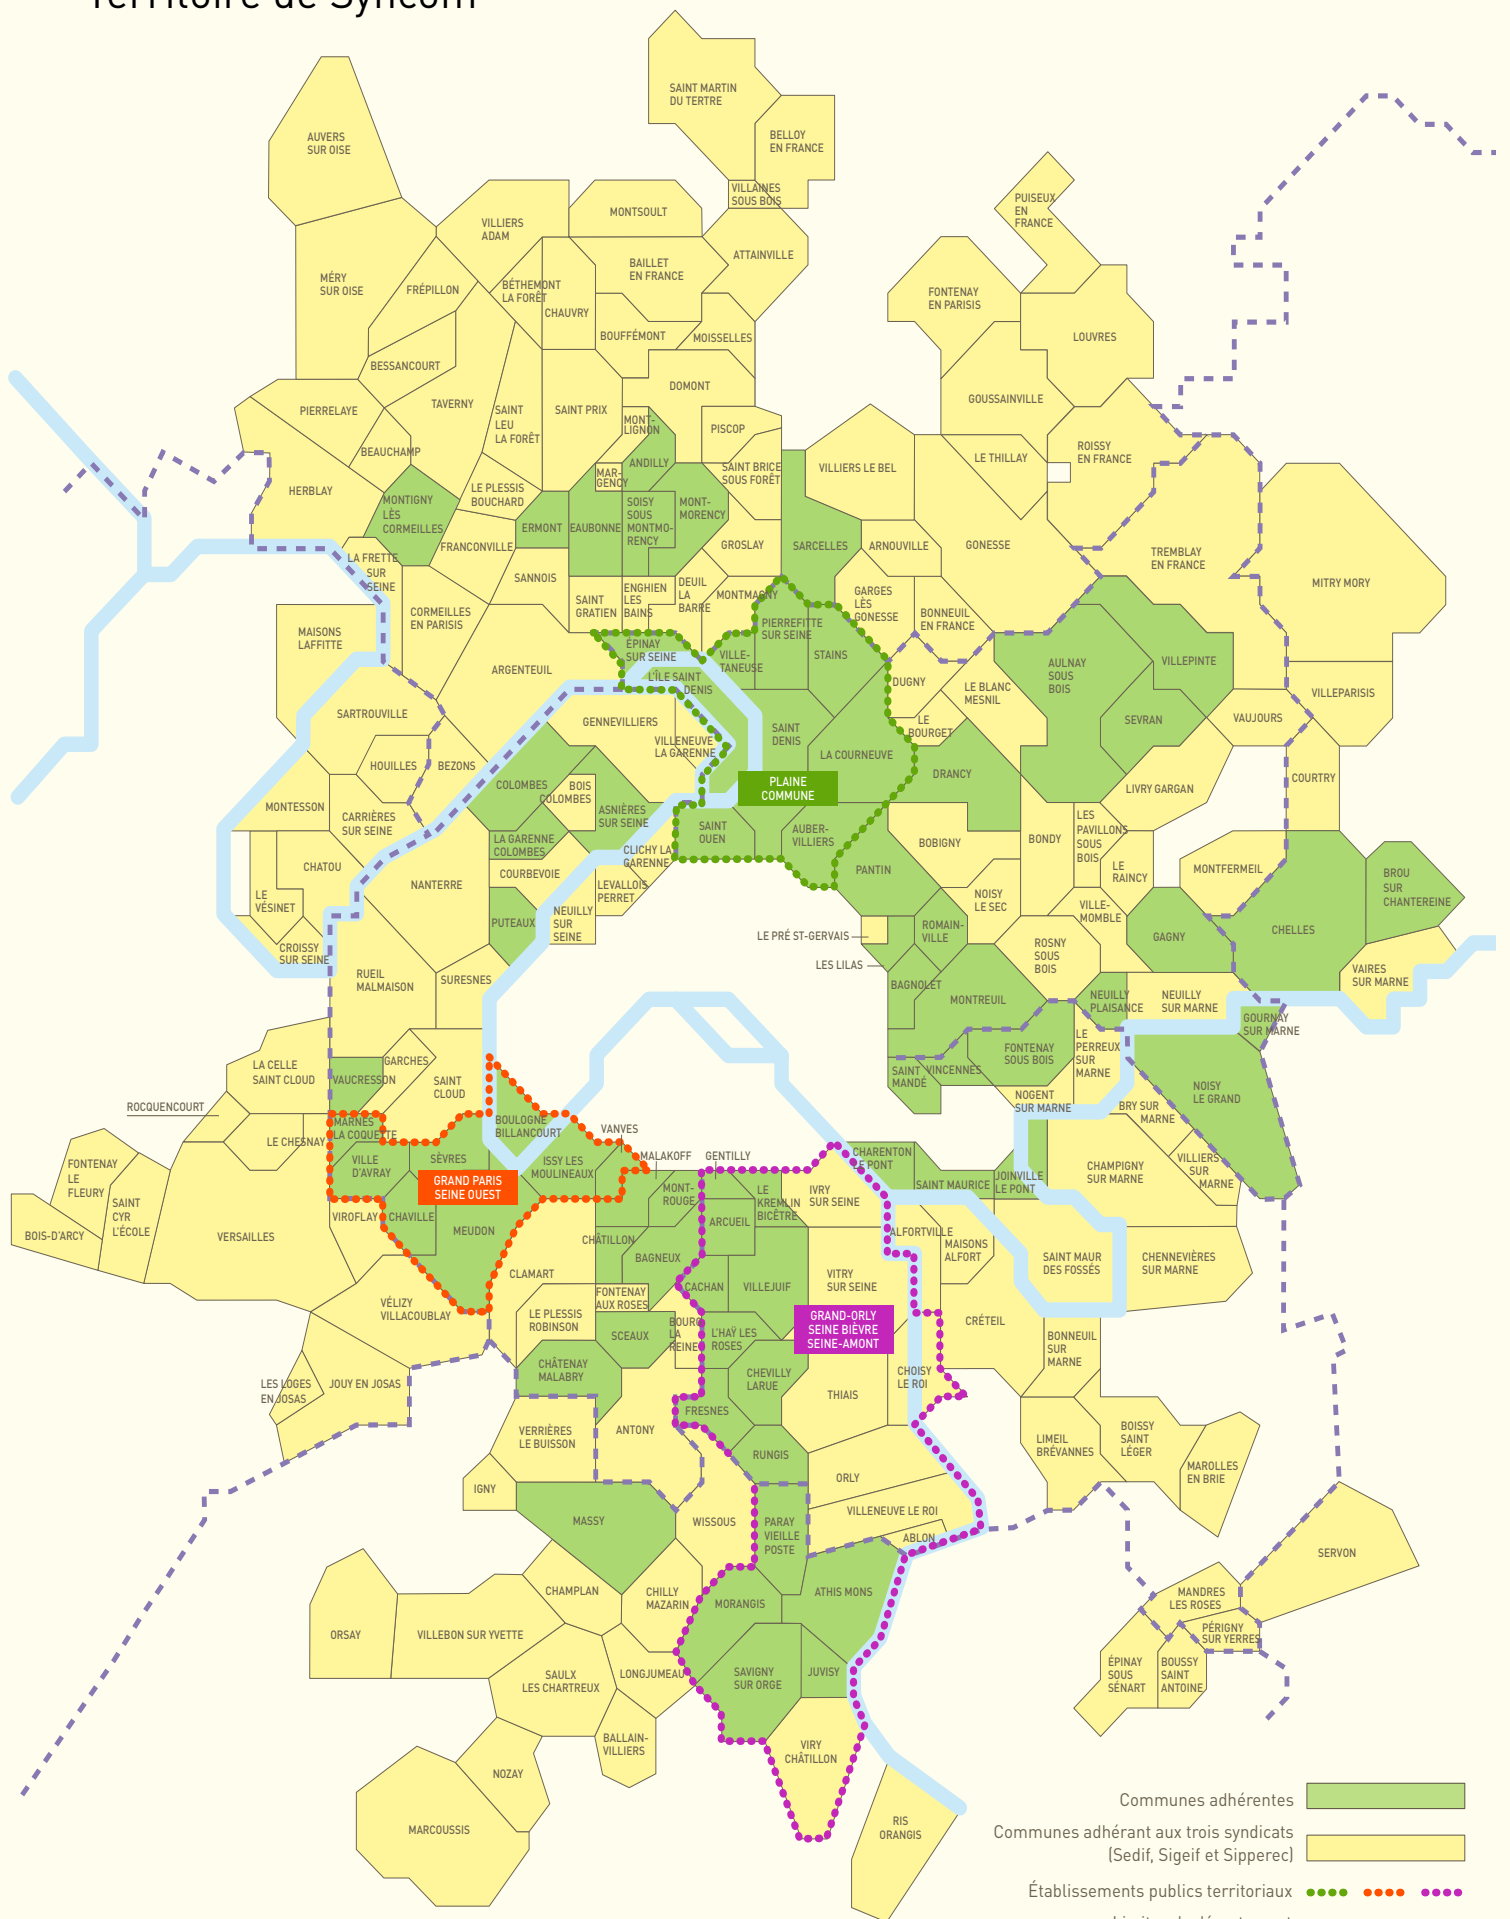 Territoire de Syncom
SAINT MARTIN
DU TERTRE
AUVERS
SUR OISE
BELLOY
EN FRANCE
VILLAINES
SOUS BOIS
PUISEUX
EN
FRANCE
MONTSOULT
VILLIERS
ADAM
ATTAINVILLE
BAILLET
EN FRANCE
MÉRY
SUR OISE
FRÉPILLON
BÉTHEMONT
LA FORÊT
CHAUVRY
FONTENAY
EN PARISIS
BOUFFÉMONT
MOISSELLES
LOUVRES
BESSANCOURT
DOMONT
TAVERNY
PIERRELAYE
SAINT
LEU
LA FORÊT
SAINT PRIX
GOUSSAINVILLE
MONT-
LIGNON
PISCOP
BEAUCHAMP
ANDILLY
ROISSY
EN FRANCE
LE THILLAY
VILLIERS LE BEL
SAINT BRICE
SOUS FORÊT
MAR-
GENCY
HERBLAY
LE PLESSIS
BOUCHARD
MONTIGNY
LÈS
CORMEILLES
SOISY
SOUS
MONTMO-
RENCY
MONT-
MORENCY
ERMONT
EAUBONNE
FRANCONVILLE
GROSLAY
SARCELLES
ARNOUVILLE
GONESSE
TREMBLAY
EN FRANCE
LA FRETTE
SUR
SEINE
SANNOIS
MITRY MORY
ENGHIEN
LES
BAINS
DEUIL
LA
BARRE
MONTMAGNY
GARGES
LÈS
GONESSE
SAINT
GRATIEN
CORMEILLES
EN PARISIS
BONNEUIL
EN FRANCE
MAISONS
LAFFITTE
PIERREFITTE
SUR SEINE
ÉPINAY
SUR SEINE
VILLE-
TANEUSE
STAINS
ARGENTEUIL
L'ÎLE SAINT
DENIS
DUGNY
AULNAY
SOUS
BOIS
VILLEPINTE
LE BLANC
MESNIL
VILLEPARISIS
SARTROUVILLE
GENNEVILLIERS
VILLENEUVE
LA GARENNE
SAINT
DENIS
LE
BOURGET
SEVRAN
VAUJOURS
LA COURNEUVE
HOUILLES
BEZONS
DRANCY
COURTRY
COLOMBES
BOIS
COLOMBES
PLAINE
COMMUNE
LIVRY GARGAN
MONTESSON
CARRIÈRES
SUR SEINE
ASNIÈRES
SUR SEINE
SAINT
OUEN
AUBER-
VILLIERS
LA GARENNE
COLOMBES
CLICHY LA
GARENNE
BOBIGNY
BONDY
LES
PAVILLONS
SOUS
BOIS
CHATOU
COURBEVOIE
LEVALLOIS
PERRET
PANTIN
LE
RAINCY
MONTFERMEIL
BROU
SUR
CHANTEREINE
NANTERRE
LE
VÉSINET
NOISY
LE SEC
VILLE-
MOMBLE
PUTEAUX
NEUILLY
SUR
SEINE
ROMAIN-
VILLE
LE PRÉ ST-GERVAIS
GAGNY
CHELLES
CROISSY
SUR SEINE
ROSNY
SOUS
BOIS
LES LILAS
RUEIL
MALMAISON
SURESNES
BAGNOLET
MONTREUIL
NEUILLY
PLAISANCE
NEUILLY
SUR MARNE
VAIRES
SUR MARNE
GOURNAY
SUR MARNE
LA CELLE
SAINT CLOUD
GARCHES
VAUCRESSON
SAINT
CLOUD
FONTENAY
SOUS BOIS
LE
PERREUX
SUR
MARNE
SAINT
MANDÉ
VINCENNES
NOGENT
SUR MARNE
NOISY
LE GRAND
ROCQUENCOURT
BRY SUR
MARNE
MARNES
LA COQUETTE
BOULOGNE
BILLANCOURT
VANVES
LE CHESNAY
VILLE
D'AVRAY
SÈVRES
ISSY LES
MOULINEAUX
MALAKOFF
GENTILLY
CHARENTON
LE PONT
SAINT MAURICE
JOINVILLE
LE PONT
CHAMPIGNY
SUR MARNE
VILLIERS
SUR
MARNE
FONTENAY
LE
FLEURY
GRAND PARIS
SEINE OUEST
MONT-
ROUGE
LE
KREMLIN
BICÊTRE
IVRY
SUR SEINE
SAINT
CYR
L'ÉCOLE
VIROFLAY
CHAVILLE
MEUDON
ARCUEIL
BOIS-D'ARCY
VERSAILLES
CHÂTILLON
BAGNEUX
ALFORTVILLE
MAISONS
ALFORT
SAINT MAUR
DES FOSSÉS
CHENNEVIÈRES
SUR MARNE
CLAMART
CACHAN
VILLEJUIF
VITRY
SUR SEINE
FONTENAY
AUX ROSES
VÉLIZY
VILLACOUBLAY
LE PLESSIS
ROBINSON
SCEAUX
BOURG
LA
REINE
L'HAŸ LES
ROSES
GRAND-ORLY
SEINE BIÈVRE
SEINE-AMONT
CRÉTEIL
BONNEUIL
SUR
MARNE
CHÂTENAY
MALABRY
CHEVILLY
LARUE
CHOISY
LE ROI
LES LOGES
EN JOSAS
JOUY EN JOSAS
THIAIS
FRESNES
ANTONY
VERRIÈRES
LE BUISSON
RUNGIS
LIMEIL
BRÉVANNES
BOISSY
SAINT
LÉGER
MAROLLES
EN BRIE
ORLY
IGNY
VILLENEUVE LE ROI
MASSY
WISSOUS
PARAY
VIEILLE
POSTE
ABLON
SERVON
CHAMPLAN
CHILLY
MAZARIN
MORANGIS
ATHIS MONS
MANDRES
LES ROSES
ORSAY
VILLEBON SUR YVETTE
PÉRIGNY
SUR YERRES
SAULX
LES CHARTREUX
LONGJUMEAU
SAVIGNY
SUR ORGE
JUVISY
ÉPINAY
SOUS
SÉNART
BOUSSY
SAINT
ANTOINE
BALLAIN-
VILLIERS
VIRY
CHÂTILLON
NOZAY
MARCOUSSIS
RIS
ORANGIS
Communes adhérentes
Communes adhérant aux trois syndicats
(Sedif, Sigeif et Sipperec)
Établissements publics territoriaux